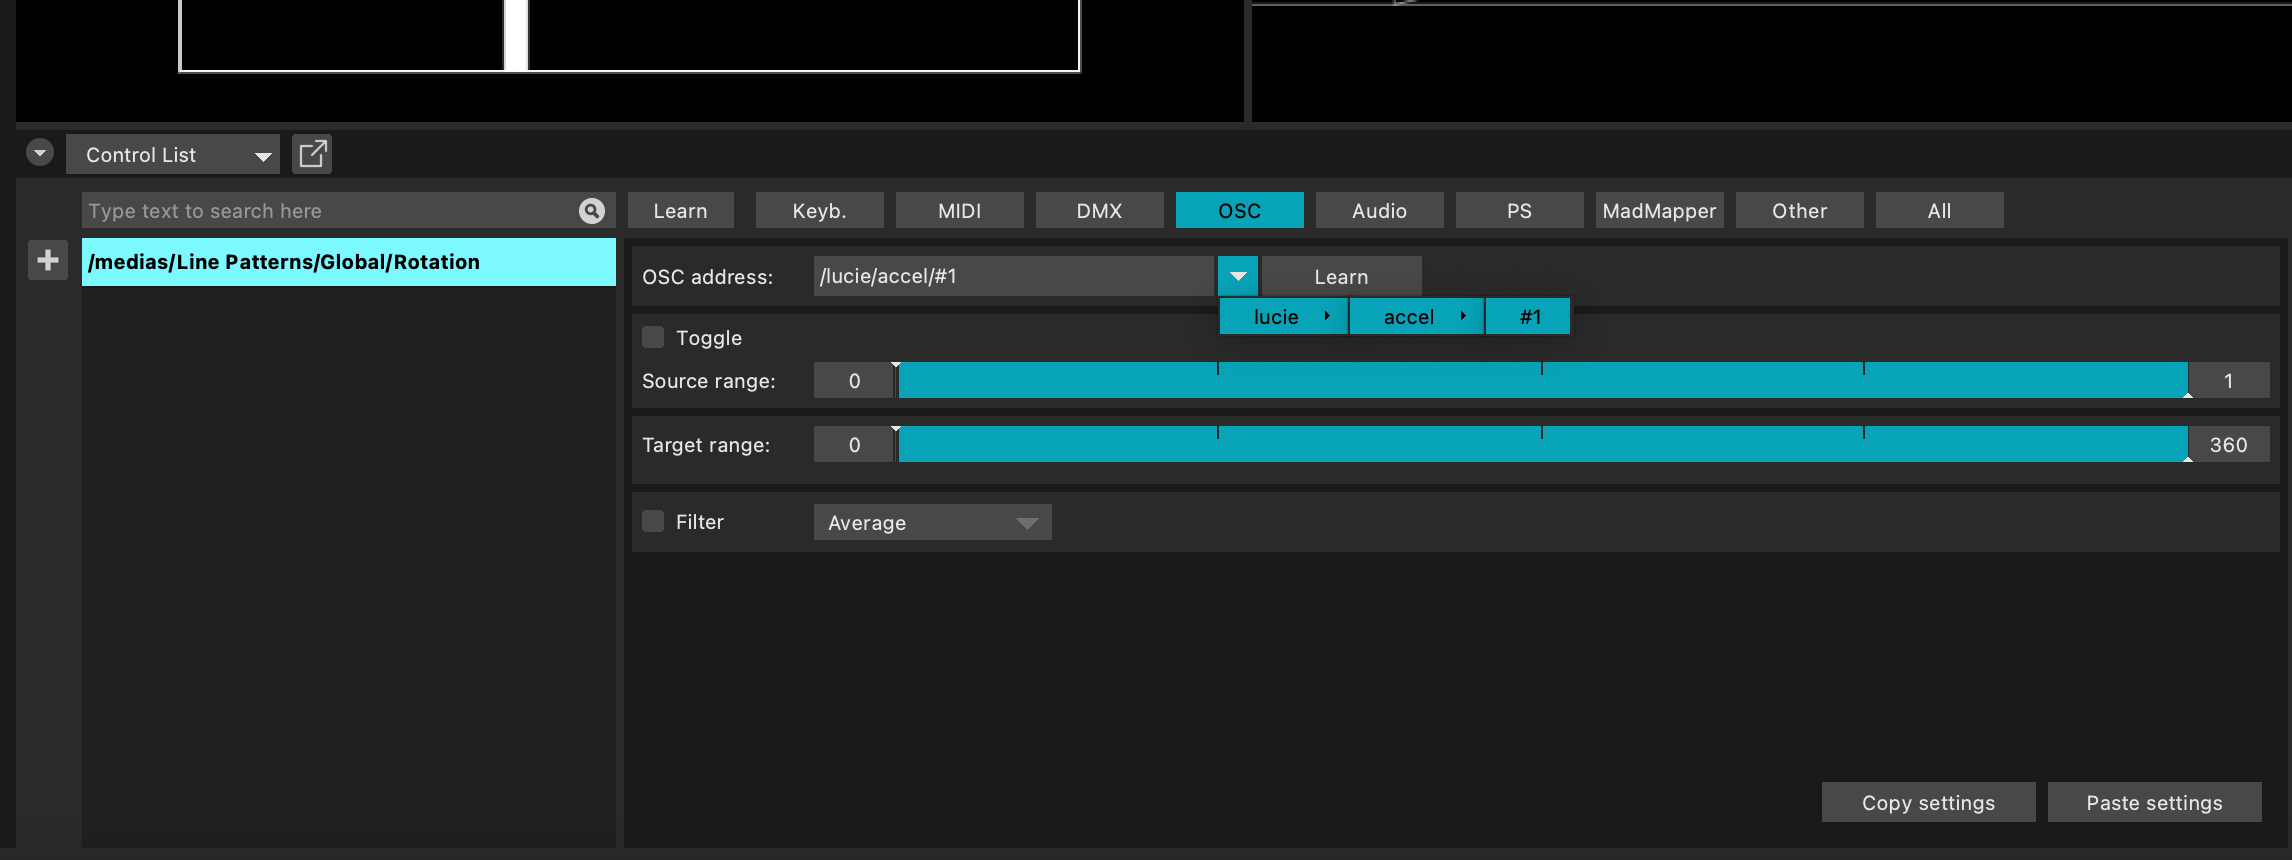 Control List
Type text to search here
Learn Keyb. MIDI DMX OSC Audio PS MadMapper Other All
/medias/Line Patterns/Global/Rotation
OSC address: /lucie/accel/#1 Learn
lucie accel #1
Toggle
Source range: 0 1
Target range: 0 360
Filter Average
Copy settings Paste settings